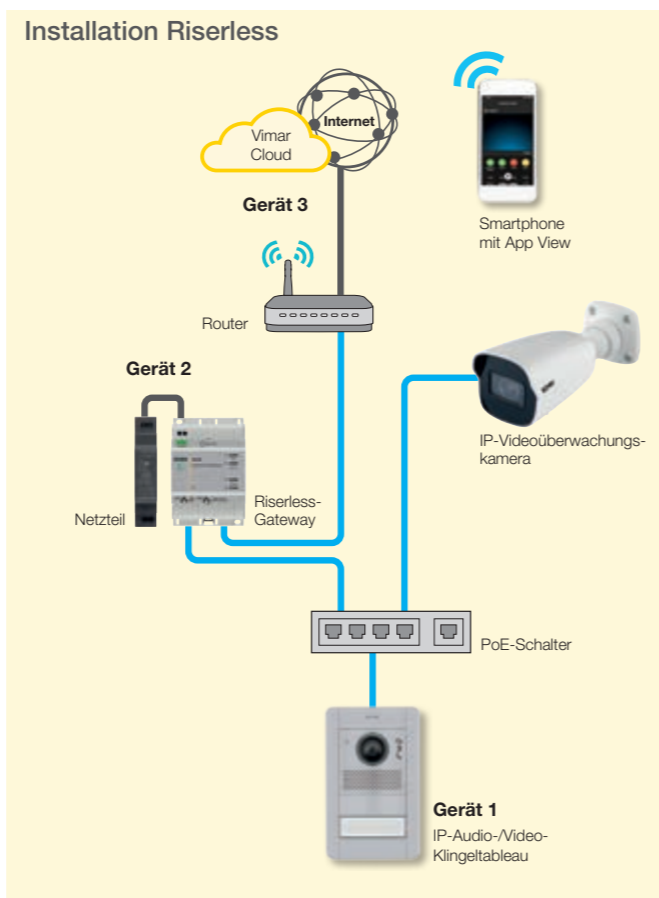 Installation Riserless
Internet
Vimar
Cloud
Gerät 3
Smartphone
mit App View
Router
Gerät 2
IP-Videoüberwachungs-
kamera
Netzteil
Riserless-
Gateway
PoE-Schalter
Gerät 1
IP-Audio-/Video-
Klingeltableau